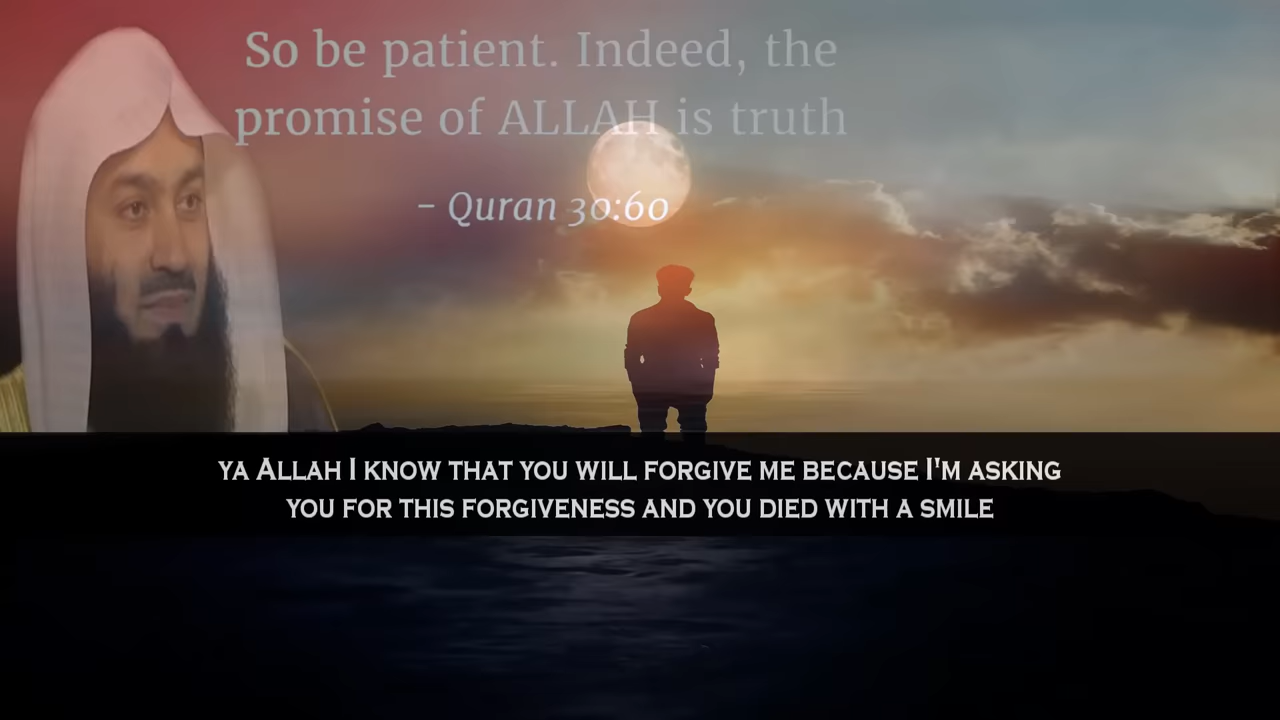 So be patient. Indeed, the
promise of ALLAH is truth
– Quran 30:60
YA ALLAH I KNOW THAT YOU WILL FORGIVE ME BECAUSE I'M ASKING
YOU FOR THIS FORGIVENESS AND YOU DIED WITH A SMILE